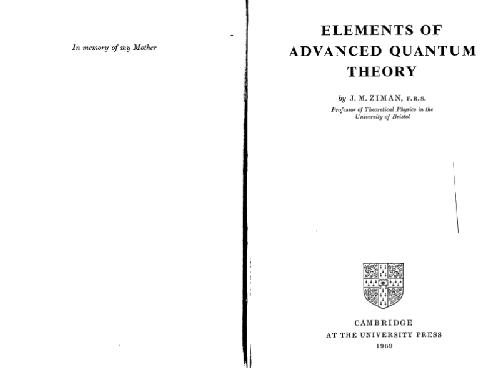 In memory of my Mother
ELEMENTS OF
ADVANCED QUANTUM
THEORY
by J. M. ZIMAN, F.R.S.
Professor of Theoretical Physics in the
University of Bristol
CAMBRIDGE
AT THE UNIVERSITY PRESS
1969